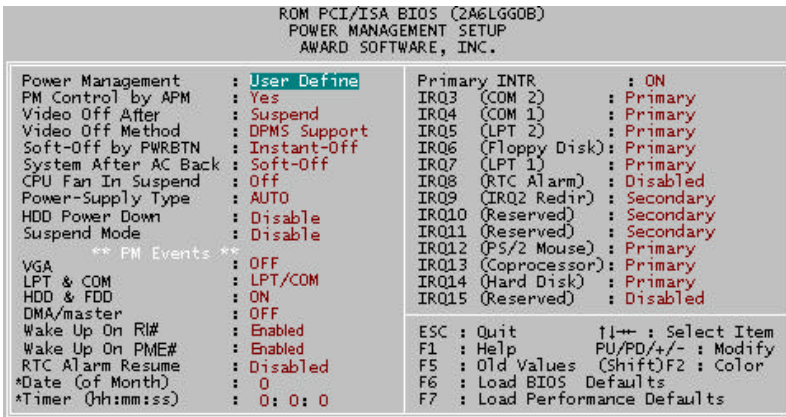 ROM PCI/ISA BIOS (2A6LGG0B)
POWER MANAGEMENT SETUP
AWARD SOFTWARE, INC.
Power Management : User Define
PM Control by APM : Yes
Video Off After : Suspend
Video Off Method : DPMS Support
Soft-Off by PWRBTN : Instant-Off
System After AC Back : Soft-Off
CPU Fan In Suspend : Off
Power-Supply Type : AUTO
HDD Power Down : Disable
Suspend Mode : Disable
** PM Events **
VGA : OFF
LPT & COM : LPT/COM
HDD & FDD : ON
DMA/master : OFF
Wake Up On RI# : Enabled
Wake Up On PME# : Enabled
RTC Alarm Resume : Disabled
*Date (of Month) : 0
*Timer (hh:mm:ss) : 0: 0: 0
Primary INTR : ON
IRQ3 (COM 2) : Primary
IRQ4 (COM 1) : Primary
IRQ5 (LPT 2) : Primary
IRQ6 (Floppy Disk): Primary
IRQ7 (LPT 1) : Primary
IRQ8 (RTC Alarm) : Disabled
IRQ9 (IRQ2 Redir) : Secondary
IRQ10 (Reserved) : Secondary
IRQ11 (Reserved) : Secondary
IRQ12 (PS/2 Mouse) : Primary
IRQ13 (Coprocessor): Primary
IRQ14 (Hard Disk) : Primary
IRQ15 (Reserved) : Disabled
ESC : Quit ↑↓→← : Select Item
F1 : Help PU/PD/+/- : Modify
F5 : Old Values (Shift)F2 : Color
F6 : Load BIOS Defaults
F7 : Load Performance Defaults